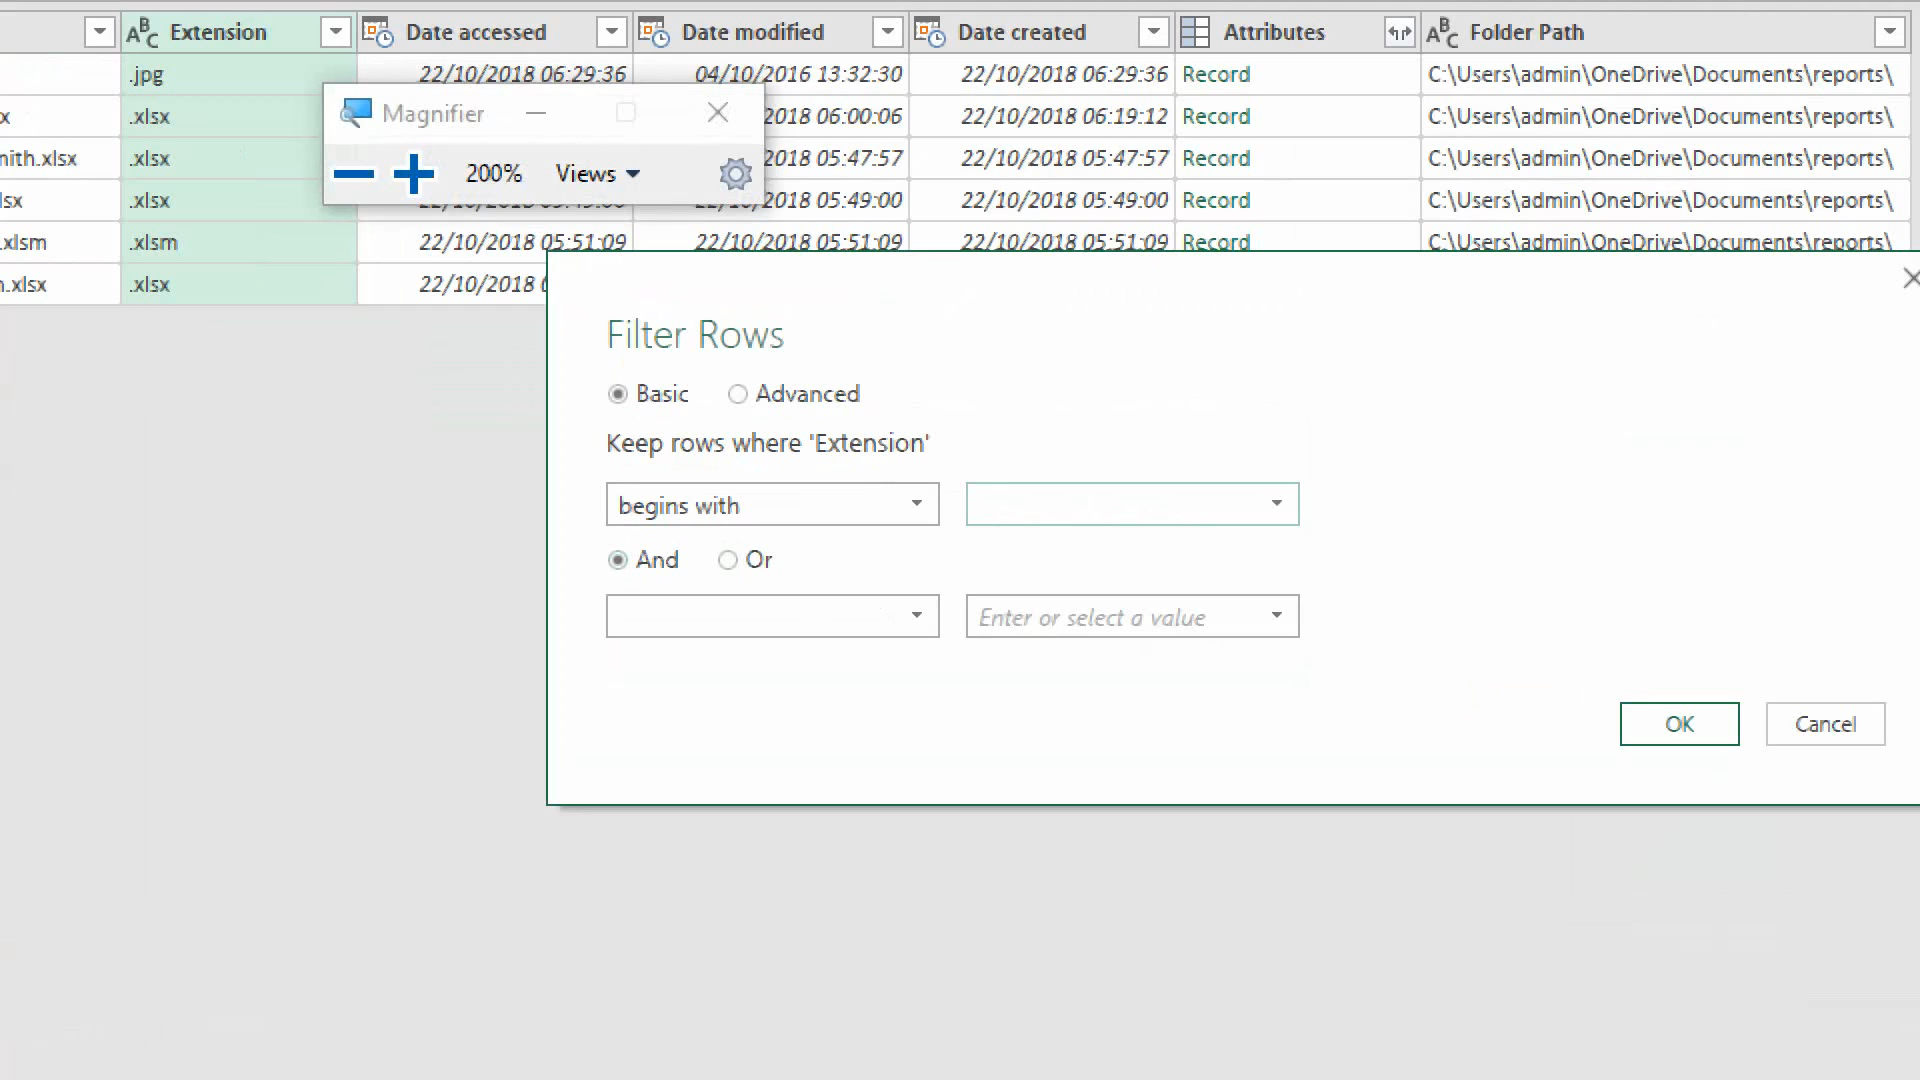 Extension Date accessed Date modified Date created Attributes Folder Path
.jpg 22/10/2018 06:29:36 04/10/2016 13:32:30 22/10/2018 06:29:36 Record C:\Users\admin\OneDrive\Documents\reports\
x .xlsx 2018 06:00:06 22/10/2018 06:19:12 Record C:\Users\admin\OneDrive\Documents\reports\
nith.xlsx .xlsx 2018 05:47:57 22/10/2018 05:47:57 Record C:\Users\admin\OneDrive\Documents\reports\
lsx .xlsx 2018 05:49:00 22/10/2018 05:49:00 Record C:\Users\admin\OneDrive\Documents\reports\
.xlsm .xlsm 22/10/2018 05:51:09 22/10/2018 05:51:09 22/10/2018 05:51:09 Record C:\Users\admin\OneDrive\Documents\reports\
n.xlsx .xlsx 22/10/2018
Magnifier
200% Views
Filter Rows
Basic Advanced
Keep rows where 'Extension'
begins with
And Or
Enter or select a value
OK Cancel